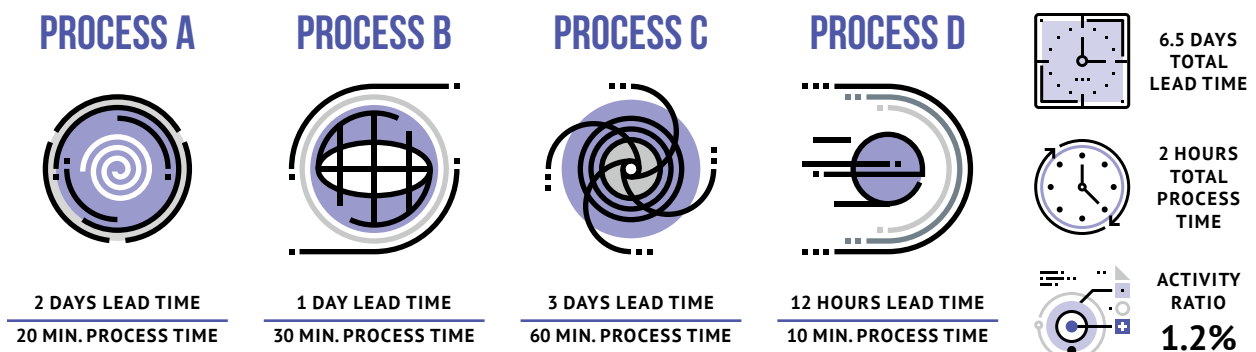 PROCESS A
2 DAYS LEAD TIME
20 MIN. PROCESS TIME
PROCESS B
1 DAY LEAD TIME
30 MIN. PROCESS TIME
PROCESS C
3 DAYS LEAD TIME
60 MIN. PROCESS TIME
PROCESS D
12 HOURS LEAD TIME
10 MIN. PROCESS TIME
6.5 DAYS
TOTAL
LEAD TIME
2 HOURS
TOTAL
PROCESS
TIME
ACTIVITY
RATIO
1.2%